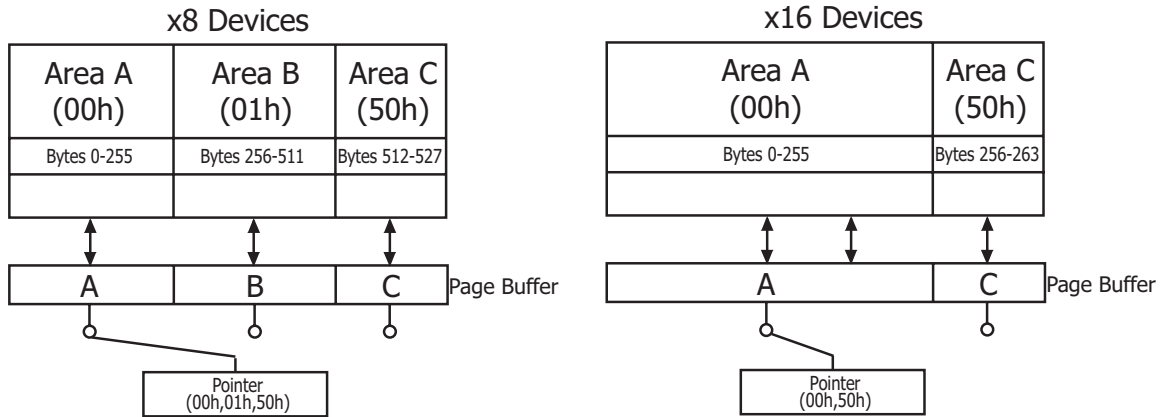 x8 Devices
Area A
(00h)
Area B
(01h)
Area C
(50h)
Bytes 0-255
Bytes 256-511
Bytes 512-527
A
B
C
Page Buffer
Pointer
(00h,01h,50h)
x16 Devices
Area A
(00h)
Area C
(50h)
Bytes 0-255
Bytes 256-263
A
C
Page Buffer
Pointer
(00h,50h)